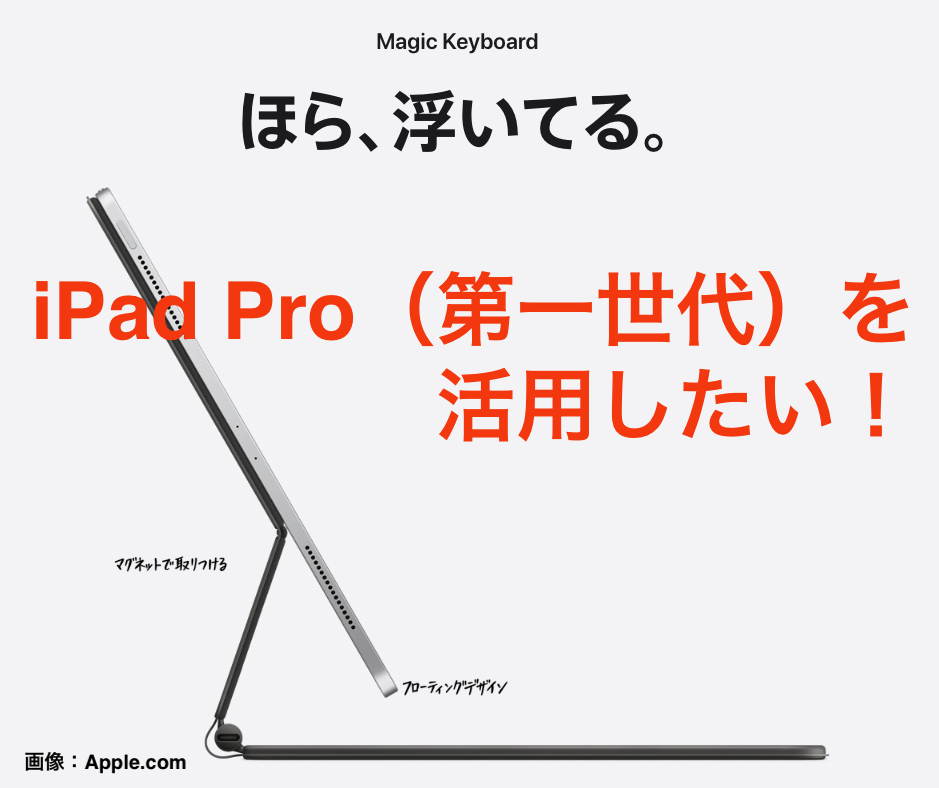 Magic Keyboard
ほら、浮いてる。
iPad Pro（第一世代）を
活用したい！
マグネットで取りつける
フローティングデザイン
画像：Apple.com